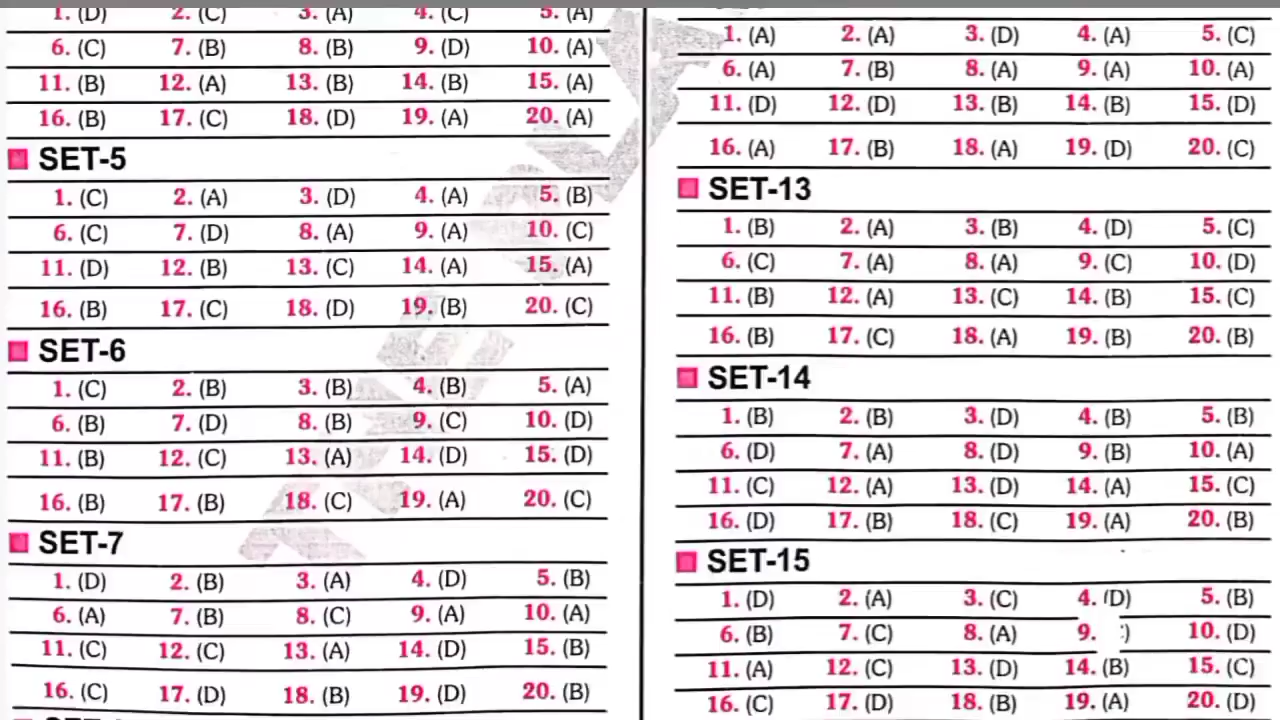 1. (D) 2. (C) 3. (A) 4. (C) 5. (A)
6. (C) 7. (B) 8. (B) 9. (D) 10. (A)
11. (B) 12. (A) 13. (B) 14. (B) 15. (A)
16. (B) 17. (C) 18. (D) 19. (A) 20. (A)
SET-5
1. (C) 2. (A) 3. (D) 4. (A) 5. (B)
6. (C) 7. (D) 8. (A) 9. (A) 10. (C)
11. (D) 12. (B) 13. (C) 14. (A) 15. (A)
16. (B) 17. (C) 18. (D) 19. (B) 20. (C)
SET-6
1. (C) 2. (B) 3. (B) 4. (B) 5. (A)
6. (B) 7. (D) 8. (B) 9. (C) 10. (D)
11. (B) 12. (C) 13. (A) 14. (D) 15. (D)
16. (B) 17. (B) 18. (C) 19. (A) 20. (C)
SET-7
1. (D) 2. (B) 3. (A) 4. (D) 5. (B)
6. (A) 7. (B) 8. (C) 9. (A) 10. (A)
11. (C) 12. (C) 13. (A) 14. (D) 15. (B)
16. (C) 17. (D) 18. (B) 19. (D) 20. (B)
1. (A) 2. (A) 3. (D) 4. (A) 5. (C)
6. (A) 7. (B) 8. (A) 9. (A) 10. (A)
11. (D) 12. (D) 13. (B) 14. (B) 15. (D)
16. (A) 17. (B) 18. (A) 19. (D) 20. (C)
SET-13
1. (B) 2. (A) 3. (B) 4. (D) 5. (C)
6. (C) 7. (A) 8. (A) 9. (C) 10. (D)
11. (B) 12. (A) 13. (C) 14. (B) 15. (C)
16. (B) 17. (C) 18. (A) 19. (B) 20. (B)
SET-14
1. (B) 2. (B) 3. (D) 4. (B) 5. (B)
6. (D) 7. (A) 8. (D) 9. (B) 10. (A)
11. (C) 12. (A) 13. (D) 14. (A) 15. (C)
16. (D) 17. (B) 18. (C) 19. (A) 20. (B)
SET-15
1. (D) 2. (A) 3. (C) 4. (D) 5. (B)
6. (B) 7. (C) 8. (A) 9. 10. (D)
11. (A) 12. (C) 13. (D) 14. (B) 15. (C)
16. (C) 17. (D) 18. (B) 19. (A) 20. (D)